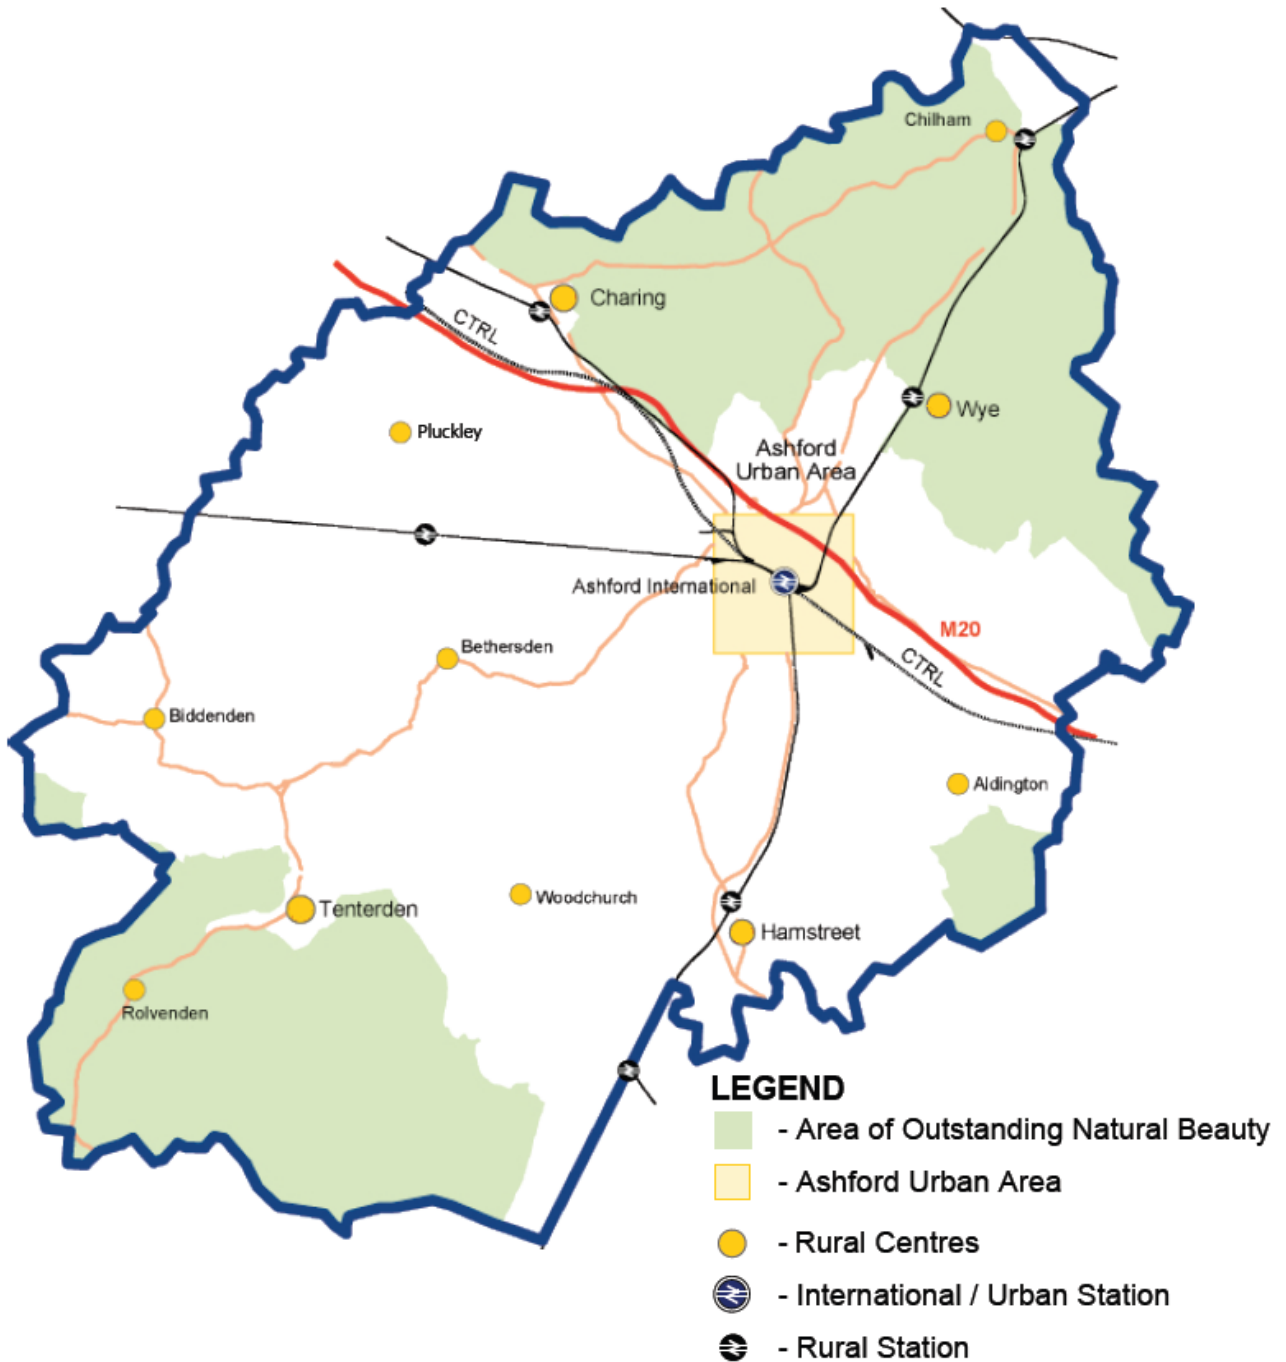 Chilham
Charing
CTRL
Wye
Pluckley
Ashford
Urban Area
Ashford International
M20
CTRL
Bethersden
Biddenden
Aldington
Woodchurch
Tenterden
Hamstreet
Rolvenden
LEGEND
- Area of Outstanding Natural Beauty
- Ashford Urban Area
- Rural Centres
- International / Urban Station
- Rural Station